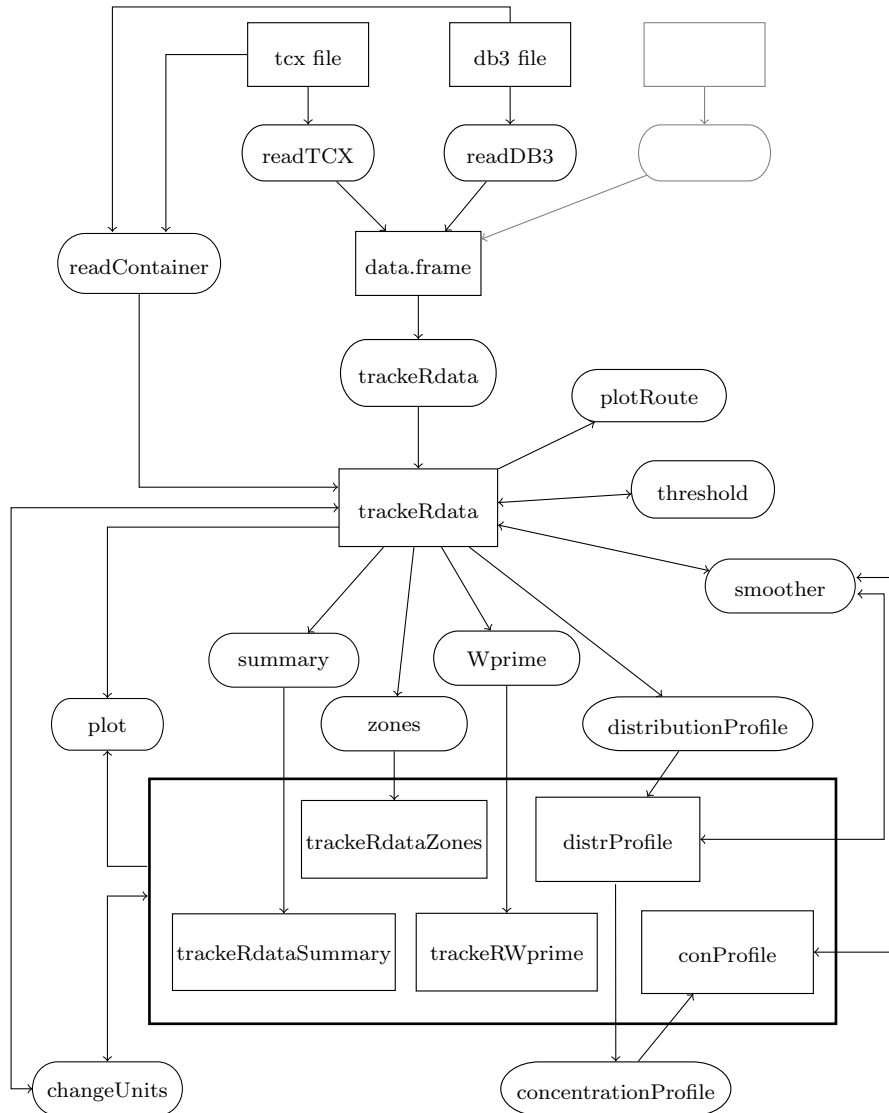 tcx file
db3 file
readTCX
readDB3
readContainer
data.frame
trackeRdata
plotRoute
trackeRdata
threshold
smoother
summary
Wprime
plot
zones
distributionProfile
trackeRdataZones
distrProfile
trackeRdataSummary
trackeRWprime
conProfile
changeUnits
concentrationProfile